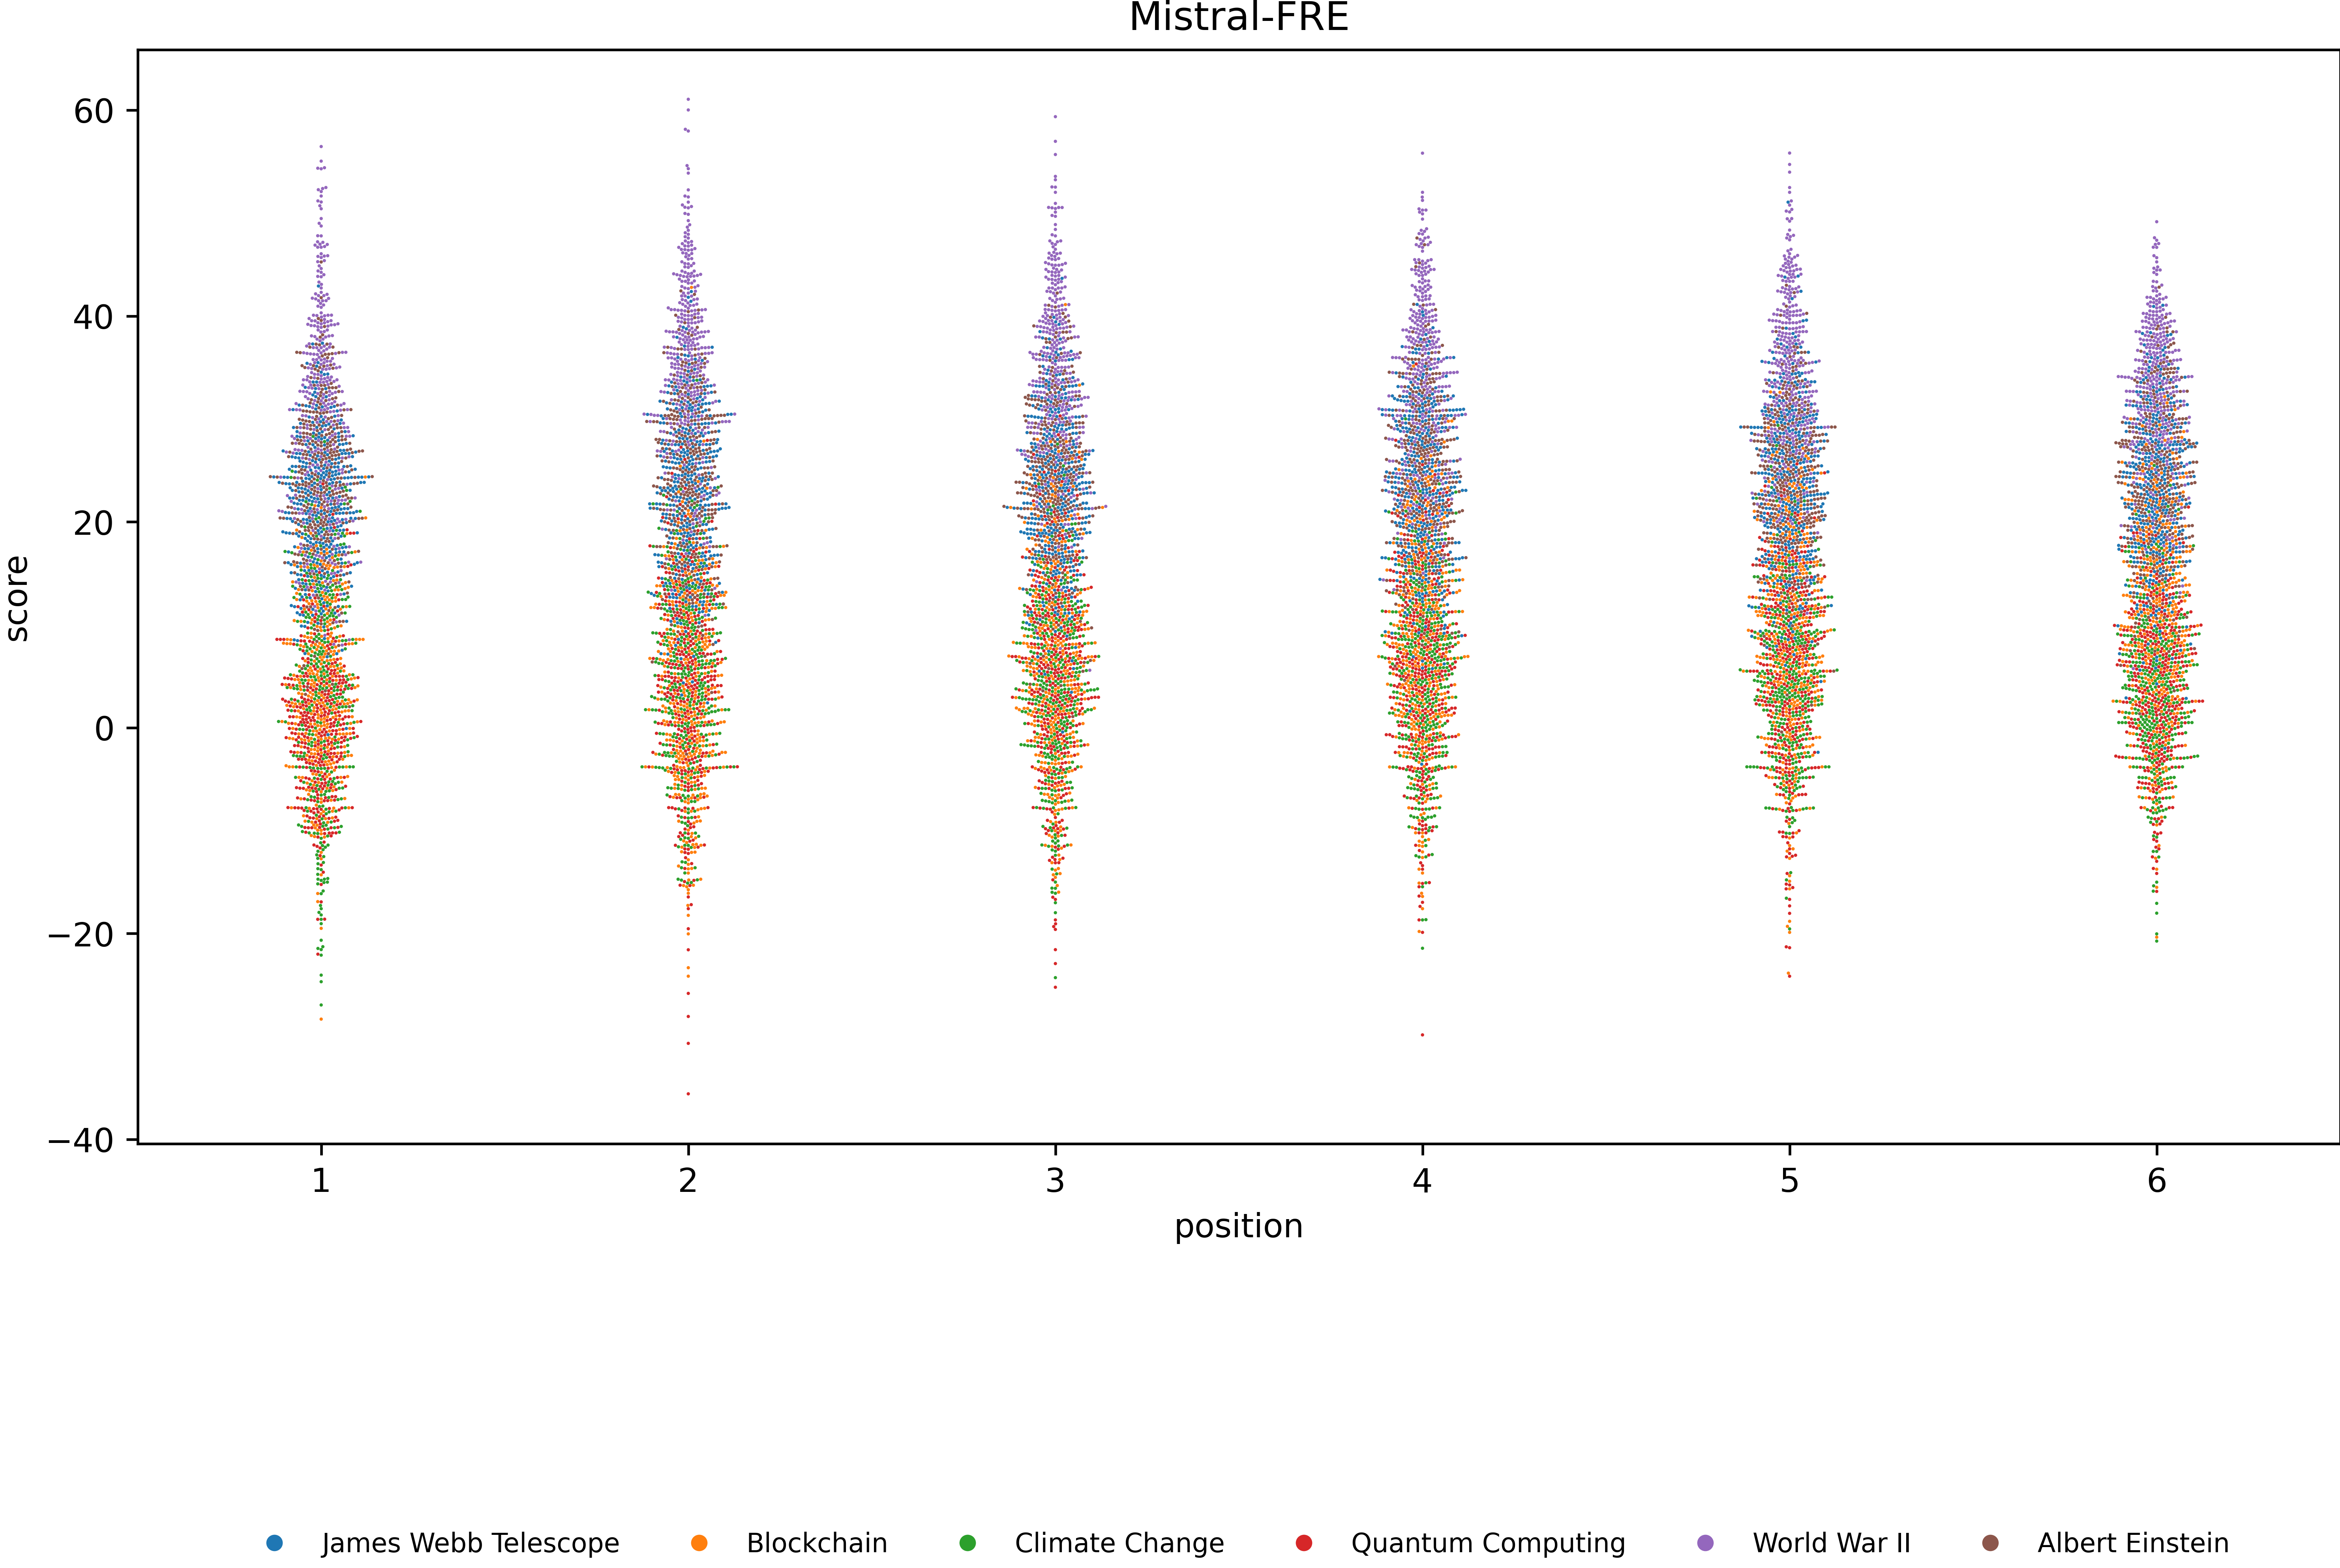 Mistral-FRE
60
40
20
0
−20
−40
score
1 2 3 4 5 6
position
James Webb Telescope Blockchain Climate Change Quantum Computing World War II Albert Einstein